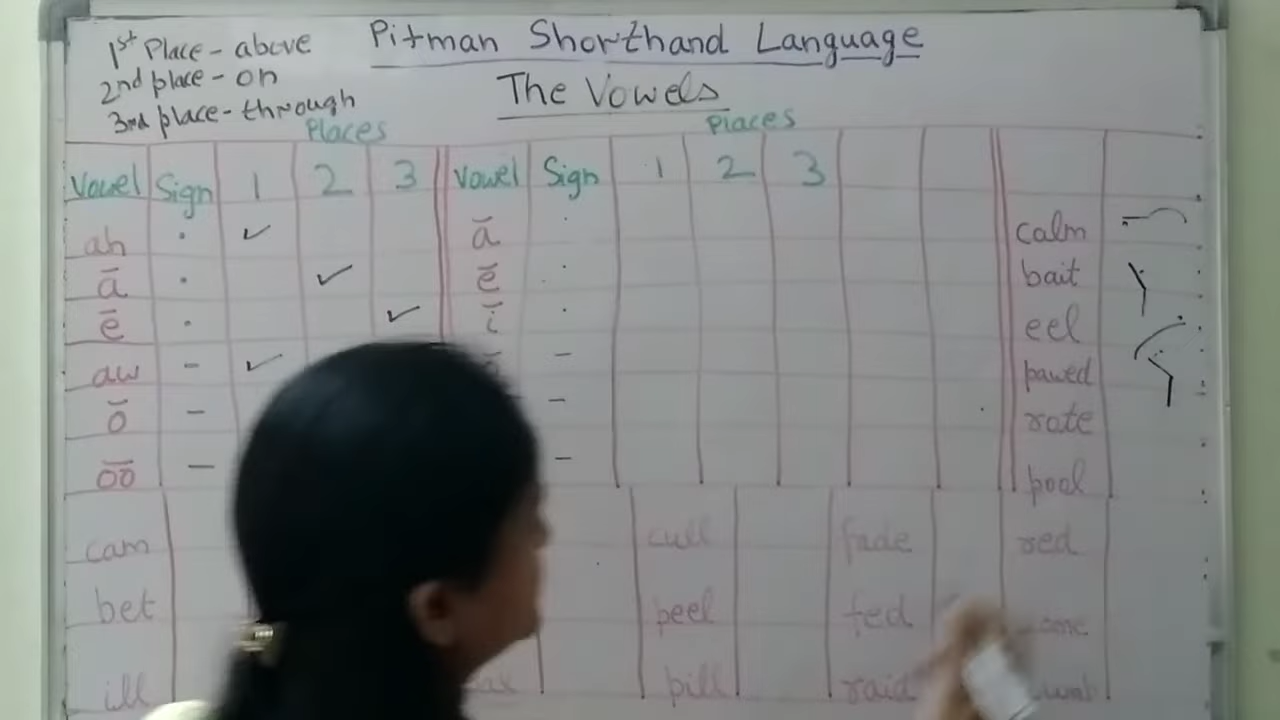 1st Place - above
Pitman Shorthand Language
2nd place - on
The Vowels
3rd place - through
Places
Places
Vowel Sign 1 2 3 Vowel Sign 1 2 3
ah · ✓ ă · calm
ā · ✓ ĕ · bait
ē · ✓ ĭ · eel
aw - ✓ - pawed
ō - - rate
o͞o - - pool
cam cull fade red
bet peel fed
ill pill raid